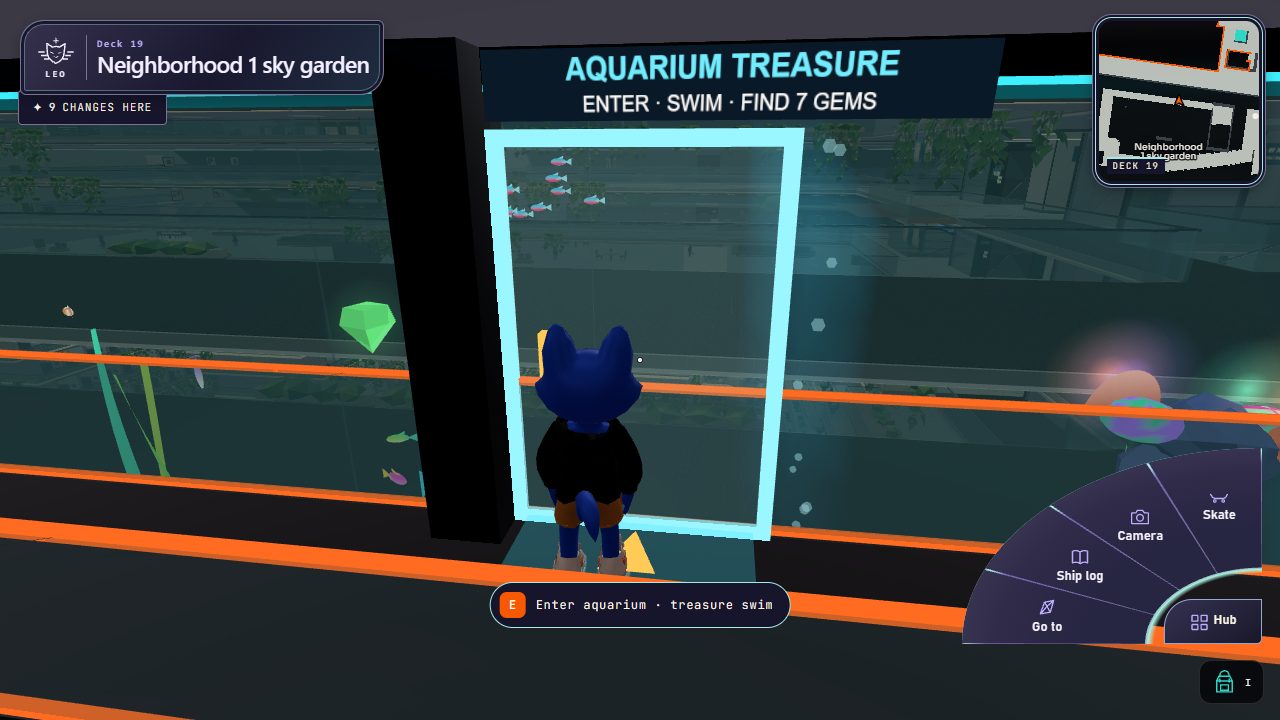 Deck 19
Neighborhood 1 sky garden
LEO
9 CHANGES HERE
AQUARIUM TREASURE
ENTER · SWIM · FIND 7 GEMS
Neighborhood
1 sky garden
DECK 19
Skate
Camera
Ship log
Go to
Hub
E Enter aquarium · treasure swim
I